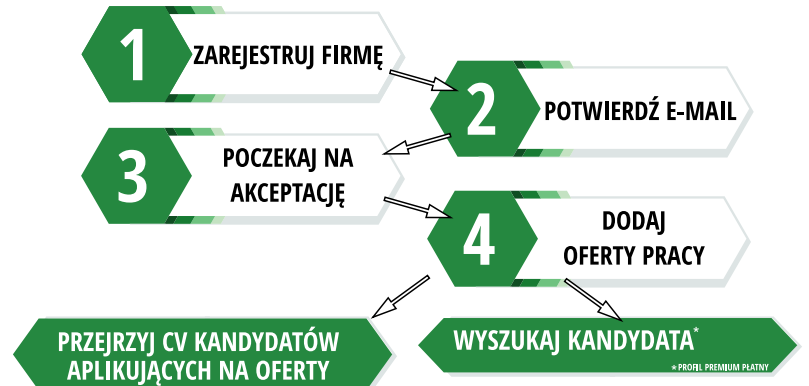 1
ZAREJESTRUJ FIRMĘ
2
POTWIERDŹ E-MAIL
3
POCZEKAJ NA
AKCEPTACJĘ
4
DODAJ
OFERTY PRACY
PRZEJRZYJ CV KANDYDATÓW
APLIKUJĄCYCH NA OFERTY
WYSZUKAJ KANDYDATA*
*PROFIL PREMIUM PŁATNY